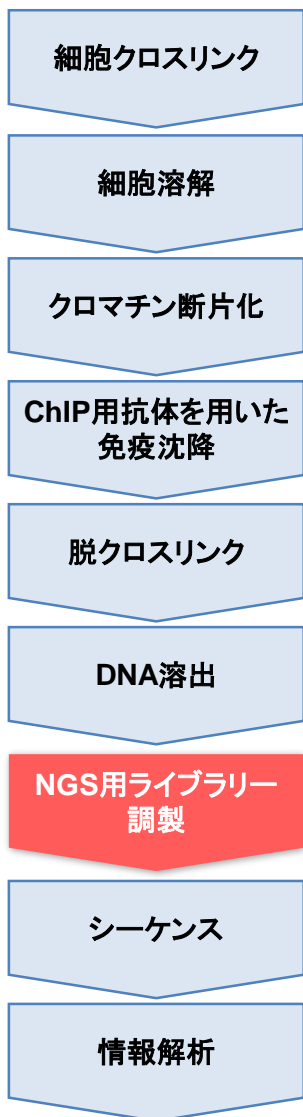 細胞クロスリンク
細胞溶解
クロマチン断片化
ChIP用抗体を用いた
免疫沈降
脱クロスリンク
DNA溶出
NGS用ライブラリー
調製
シーケンス
情報解析